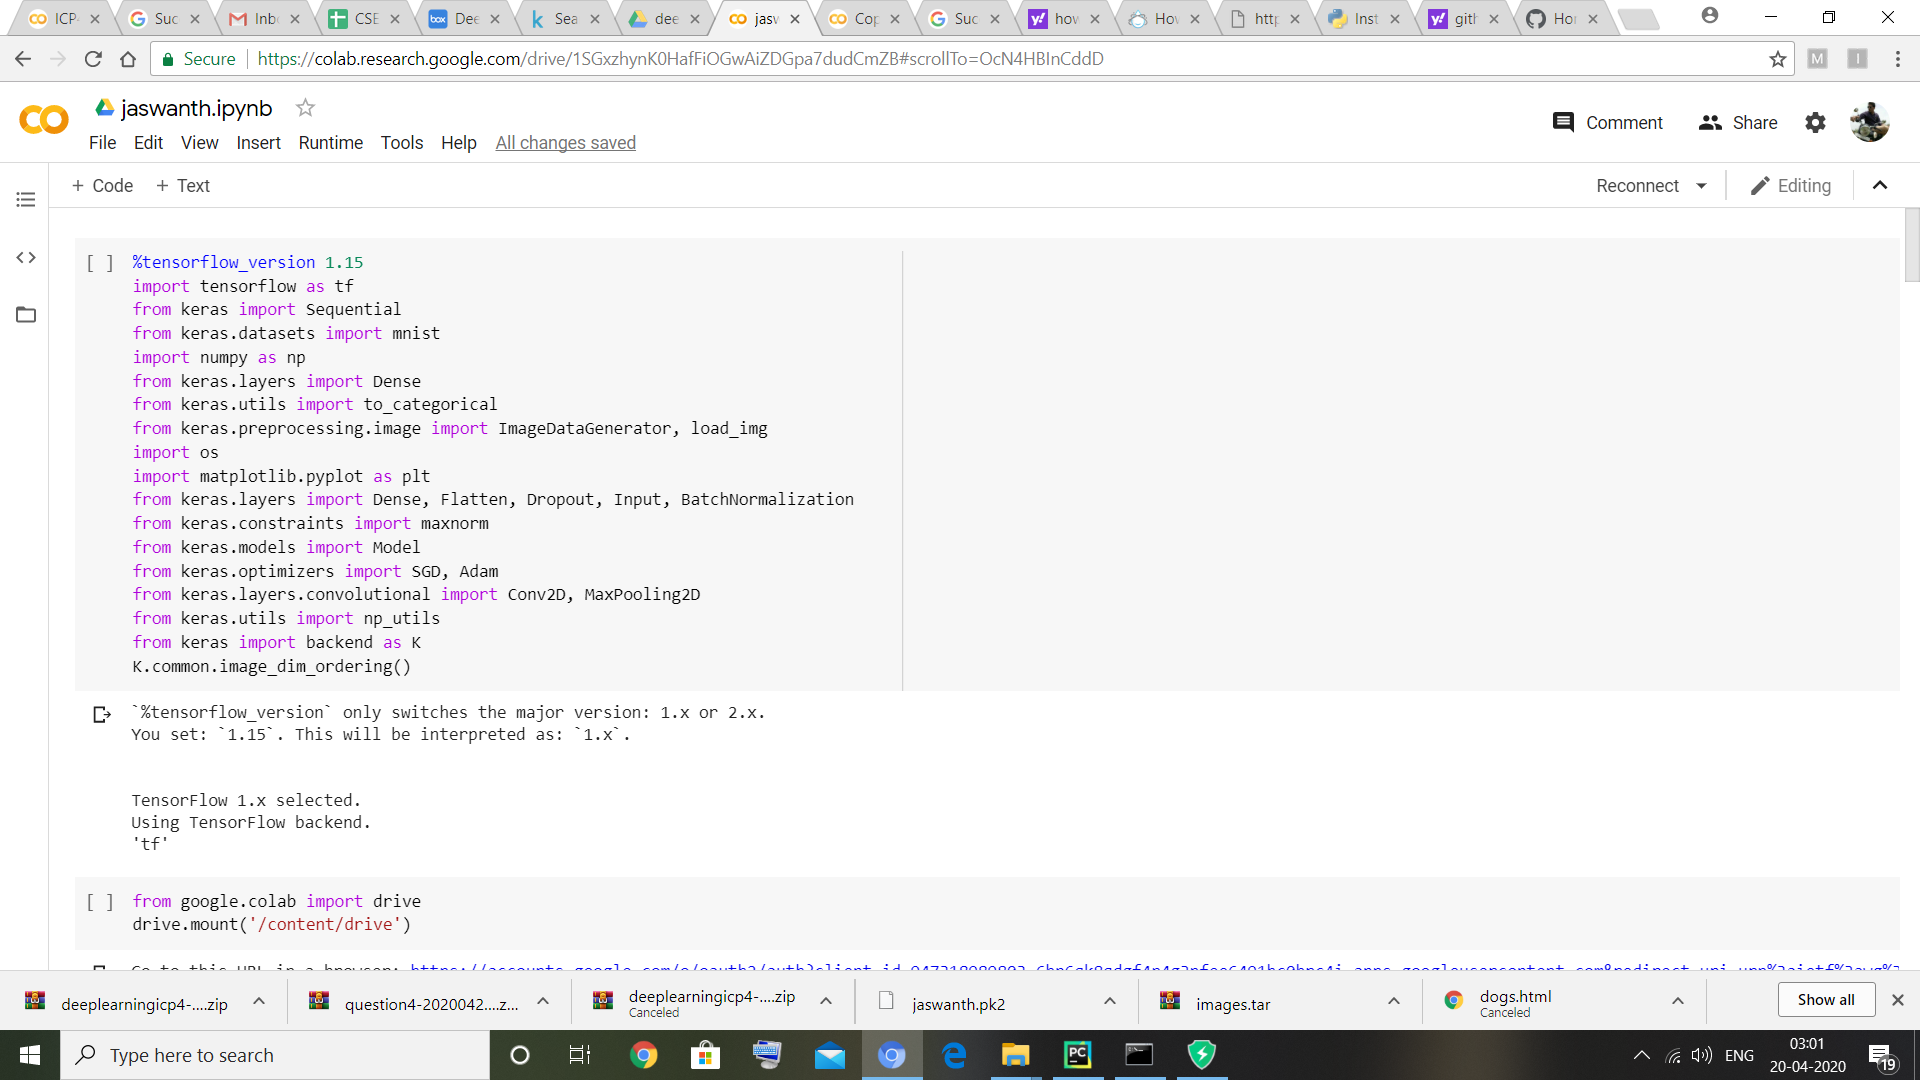 ICP-
Suc
Inb
CSE
Dee
Sea
dee
jasw
Cop
Suc
how
How
http
Inst
gith
Hor
Secure https://colab.research.google.com/drive/1SGxzhynK0HafFiOGwAiZDGpa7dudCmZB#scrollTo=OcN4HBInCddD
M I
CO jaswanth.ipynb
Comment Share
File Edit View Insert Runtime Tools Help All changes saved
+ Code + Text Reconnect Editing
[ ] %tensorflow_version 1.15
import tensorflow as tf
from keras import Sequential
from keras.datasets import mnist
import numpy as np
from keras.layers import Dense
from keras.utils import to_categorical
from keras.preprocessing.image import ImageDataGenerator, load_img
import os
import matplotlib.pyplot as plt
from keras.layers import Dense, Flatten, Dropout, Input, BatchNormalization
from keras.constraints import maxnorm
from keras.models import Model
from keras.optimizers import SGD, Adam
from keras.layers.convolutional import Conv2D, MaxPooling2D
from keras.utils import np_utils
from keras import backend as K
K.common.image_dim_ordering()
`%tensorflow_version` only switches the major version: 1.x or 2.x.
You set: `1.15`. This will be interpreted as: `1.x`.
TensorFlow 1.x selected.
Using TensorFlow backend.
'tf'
[ ] from google.colab import drive
drive.mount('/content/drive')
Go to this URL in a browser:
deeplearningicp4-....zip
question4-2020042....z...
deeplearningicp4-....zip
Canceled
jaswanth.pk2
images.tar
dogs.html
Canceled
Show all
Type here to search
ENG
03:01
20-04-2020
19